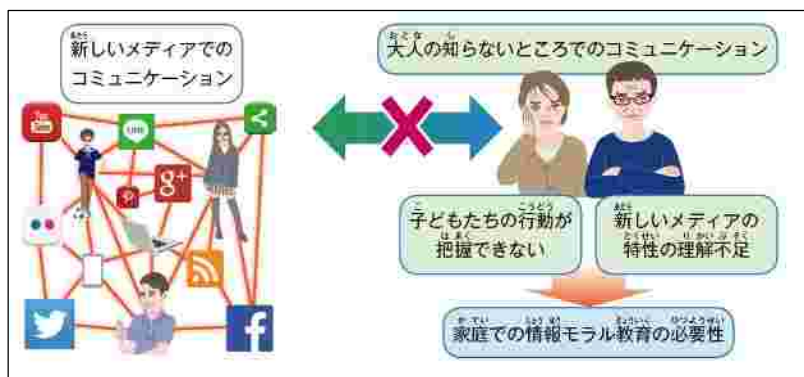 新しいメディアでの
コミュニケーション
大人の知らないところでのコミュニケーション
You
Tube
LINE
g+
子どもたちの行動が
把握できない
新しいメディアの
特性の理解不足
家庭での情報モラル教育の必要性